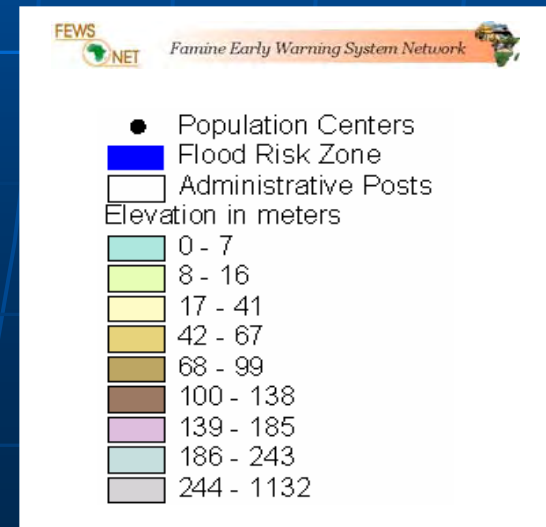 FEWS
NET
Famine Early Warning System Network
Population Centers
Flood Risk Zone
Administrative Posts
Elevation in meters
0 - 7
8 - 16
17 - 41
42 - 67
68 - 99
100 - 138
139 - 185
186 - 243
244 - 1132